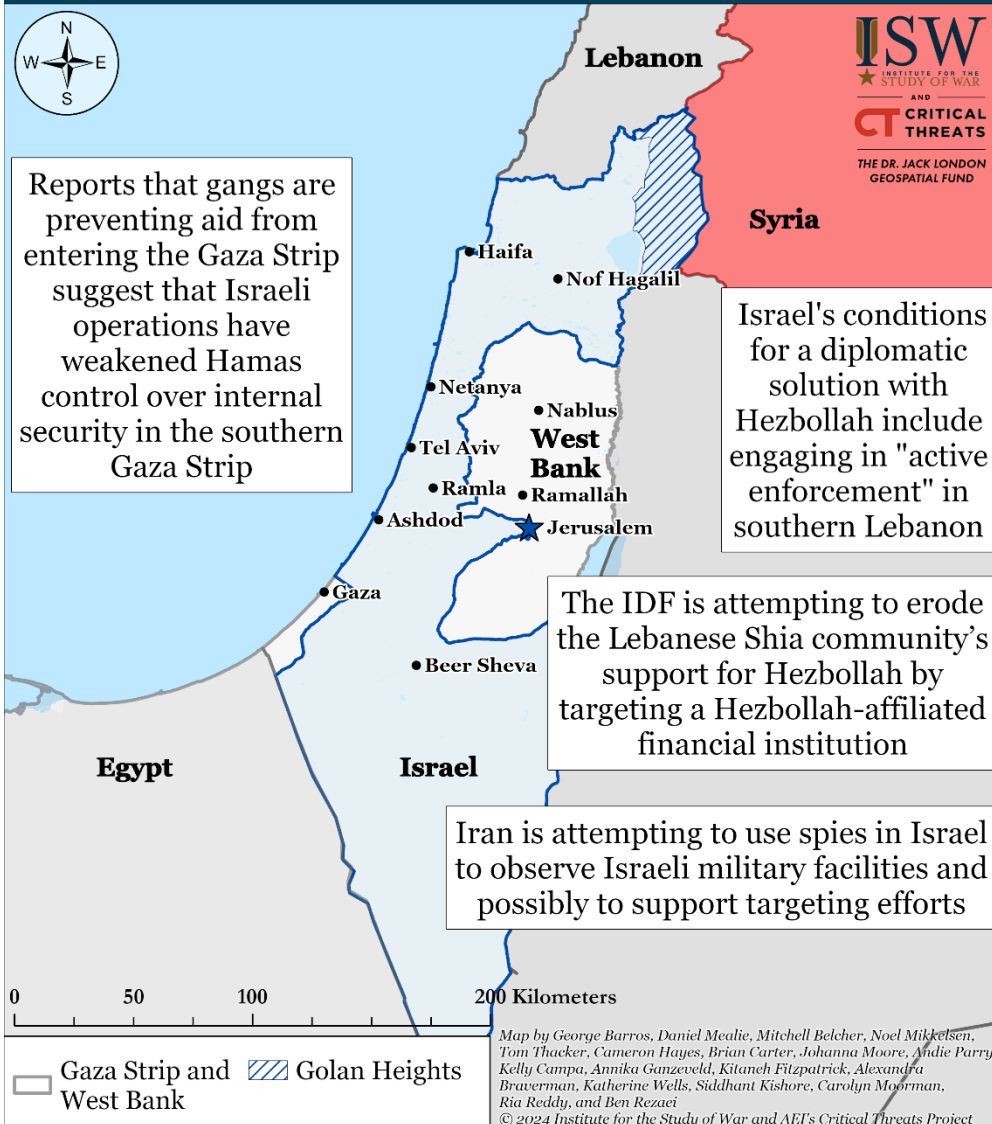 N
W
E
S
Lebanon
ISW
INSTITUTE FOR THE
STUDY OF WAR
AND
CT CRITICAL
THREATS
THE DR. JACK LONDON
GEOSPATIAL FUND
Reports that gangs are
preventing aid from
entering the Gaza Strip
suggest that Israeli
operations have
weakened Hamas
control over internal
security in the southern
Gaza Strip
Syria
Haifa
Nof Hagalil
Israel's conditions
for a diplomatic
solution with
Hezbollah include
engaging in "active
enforcement" in
southern Lebanon
Netanya
Nablus
West
Bank
Tel Aviv
Ramla
Ramallah
Ashdod
Jerusalem
Gaza
The IDF is attempting to erode
the Lebanese Shia community’s
support for Hezbollah by
targeting a Hezbollah-affiliated
financial institution
Beer Sheva
Egypt
Israel
Iran is attempting to use spies in Israel
to observe Israeli military facilities and
possibly to support targeting efforts
0 50 100 200 Kilometers
Gaza Strip and
West Bank
Golan Heights
Map by George Barros, Daniel Mealie, Mitchell Belcher, Noel Mikkelsen,
Tom Thacker, Cameron Hayes, Brian Carter, Johanna Moore, Andie Parry,
Kelly Campa, Annika Ganzeveld, Kitaneh Fitzpatrick, Alexandra
Braverman, Katherine Wells, Siddhant Kishore, Carolyn Moorman,
Ria Reddy, and Ben Rezaei
© 2024 Institute for the Study of War and AEI's Critical Threats Project